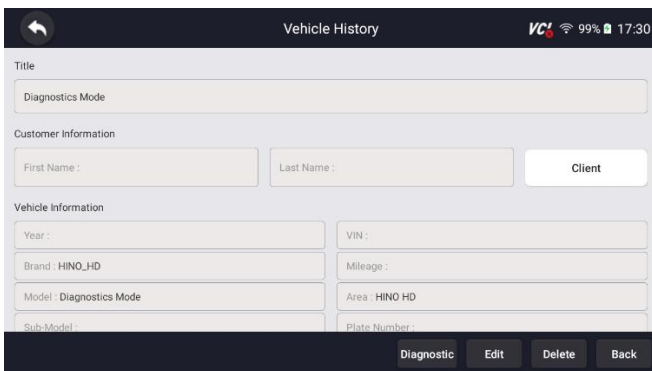 Vehicle History VCI 99% 17:30
Title
Diagnostics Mode
Customer Information
First Name : Last Name : Client
Vehicle Information
Year : VIN :
Brand : HINO_HD Mileage :
Model : Diagnostics Mode Area : HINO HD
Sub-Model : Plate Number :
Diagnostic Edit Delete Back